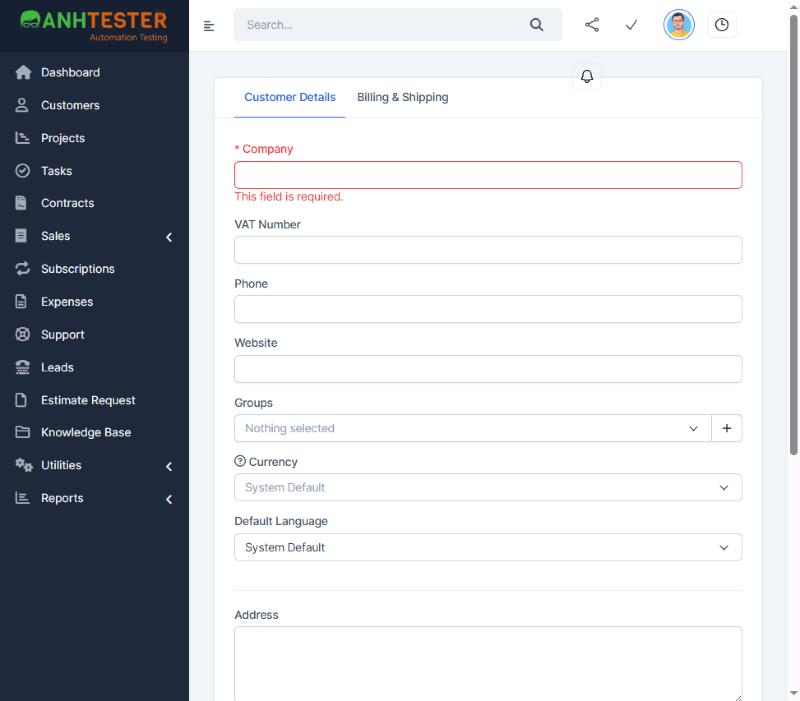 ANHTESTER
Automation Testing
Search...
Dashboard
Customers
Projects
Tasks
Contracts
Sales
Subscriptions
Expenses
Support
Leads
Estimate Request
Knowledge Base
Utilities
Reports
Customer Details
Billing & Shipping
* Company
This field is required.
VAT Number
Phone
Website
Groups
Nothing selected
+
? Currency
System Default
Default Language
System Default
Address